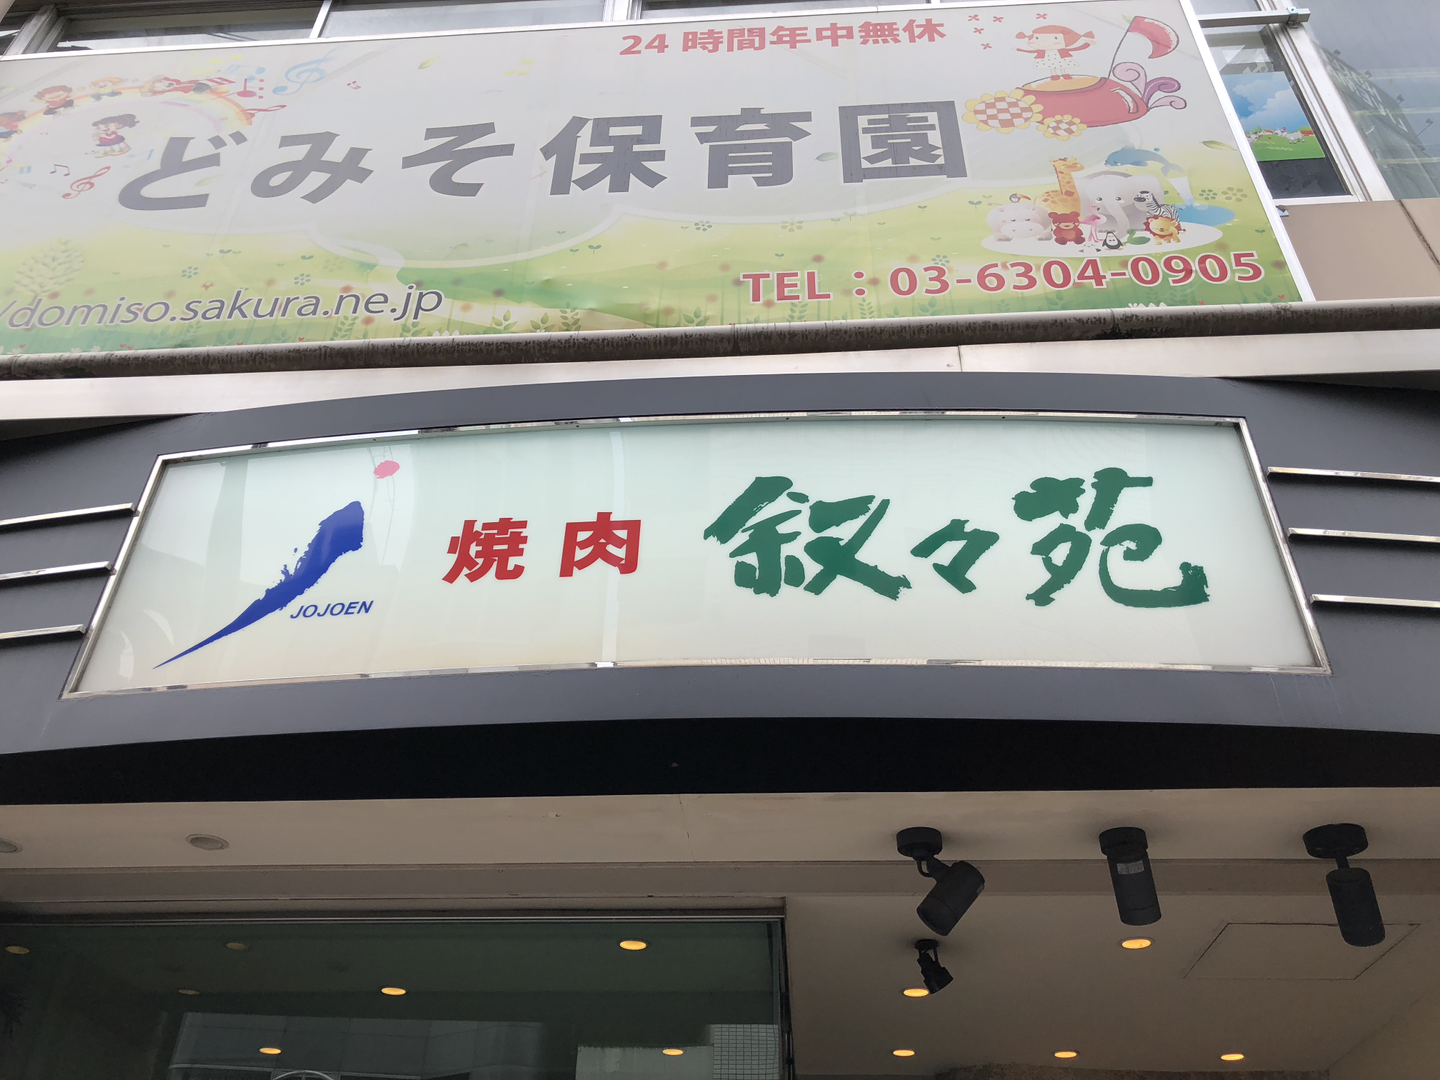 24時間年中無休
どみそ保育園
TEL：03-6304-0905
/domiso.sakura.ne.jp
焼肉 叙々苑
JOJOEN